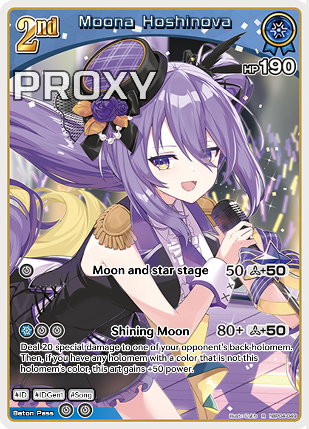 2nd
Moona Hoshinova
HP 190
PROXY
Moon and star stage 50 +50
Shining Moon 80+ +50
Deal 20 special damage to one of your opponent's back holomem.
Then, if you have any holomem with a color that is not this
holomem's color, this art gains +50 power.
#ID #IDGen1 #Song
Baton Pass